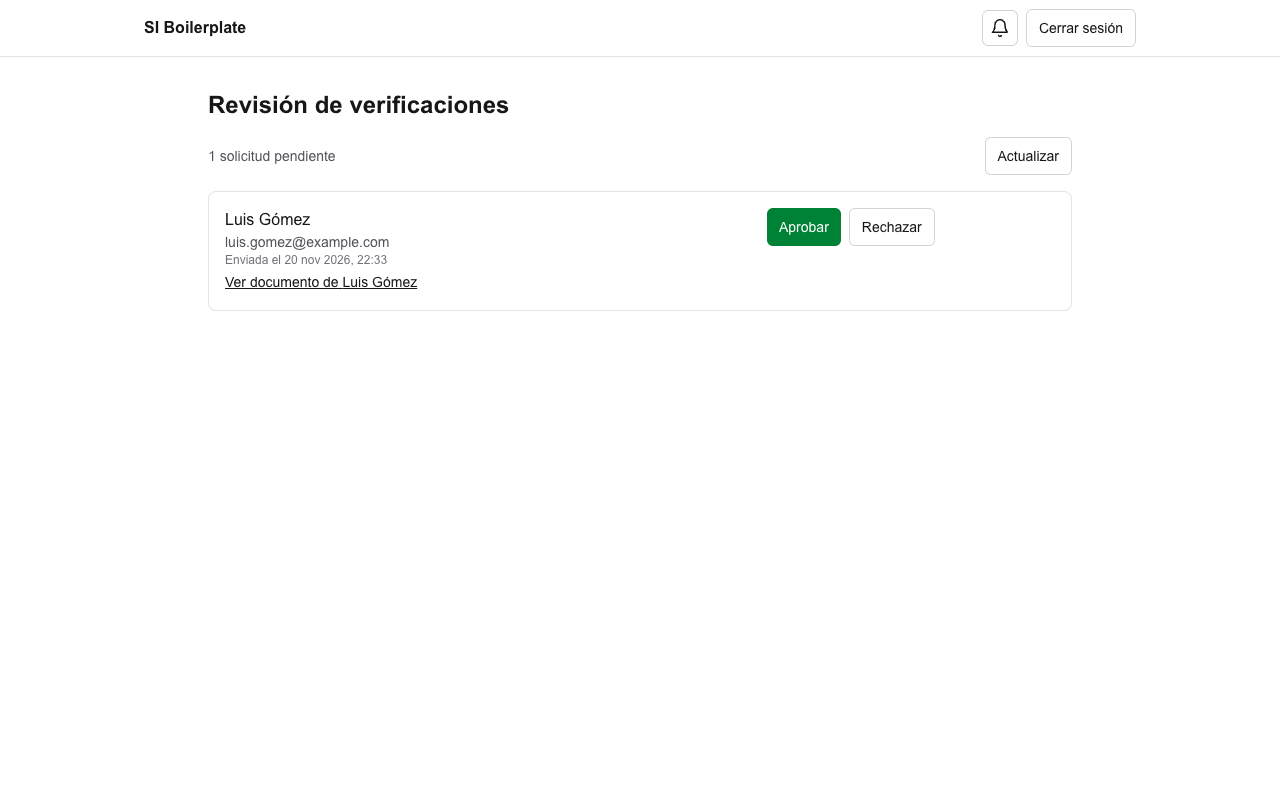 SI Boilerplate
Cerrar sesión
Revisión de verificaciones
1 solicitud pendiente
Actualizar
Luis Gómez
luis.gomez@example.com
Enviada el 20 nov 2026, 22:33
Ver documento de Luis Gómez
Aprobar
Rechazar